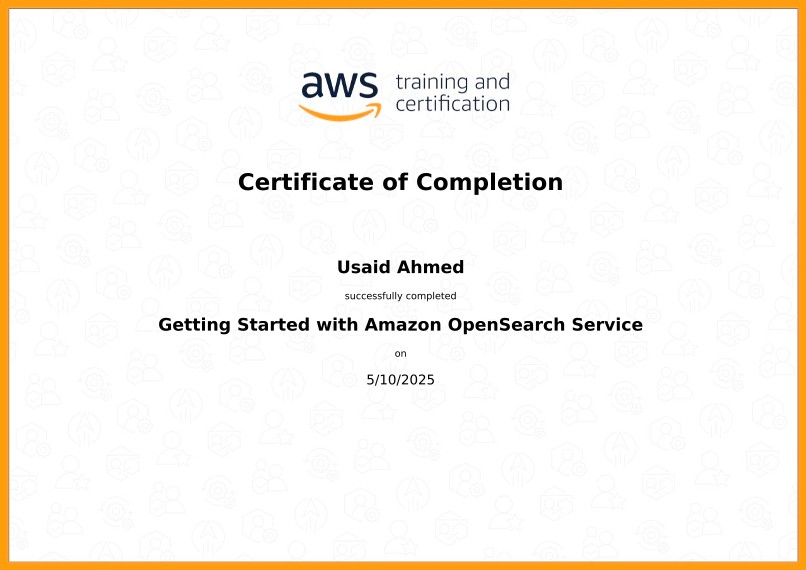 aws training and
certification
Certificate of Completion
Usaid Ahmed
successfully completed
Getting Started with Amazon OpenSearch Service
on
5/10/2025